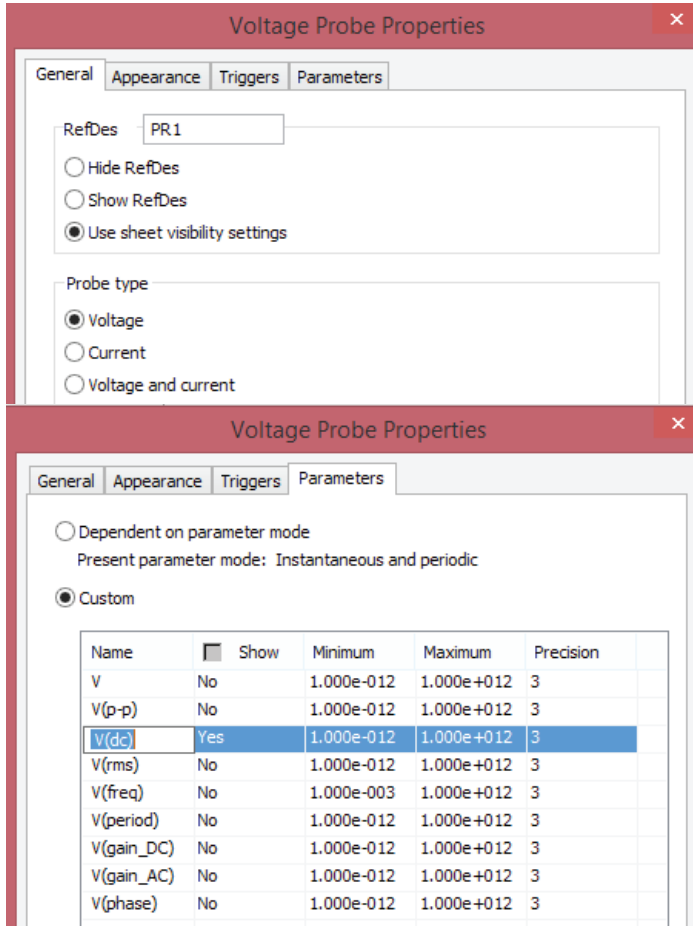 Voltage Probe Properties
General Appearance Triggers Parameters
RefDes PR1
Hide RefDes
Show RefDes
Use sheet visibility settings
Probe type
Voltage
Current
Voltage and current
Voltage Probe Properties
General Appearance Triggers Parameters
Dependent on parameter mode
Present parameter mode: Instantaneous and periodic
Custom
Name Show Minimum Maximum Precision
V No 1.000e-012 1.000e+012 3
V(p-p) No 1.000e-012 1.000e+012 3
V(dc) Yes 1.000e-012 1.000e+012 3
V(rms) No 1.000e-012 1.000e+012 3
V(freq) No 1.000e-003 1.000e+012 3
V(period) No 1.000e-012 1.000e+012 3
V(gain_DC) No 1.000e-012 1.000e+012 3
V(gain_AC) No 1.000e-012 1.000e+012 3
V(phase) No 1.000e-012 1.000e+012 3